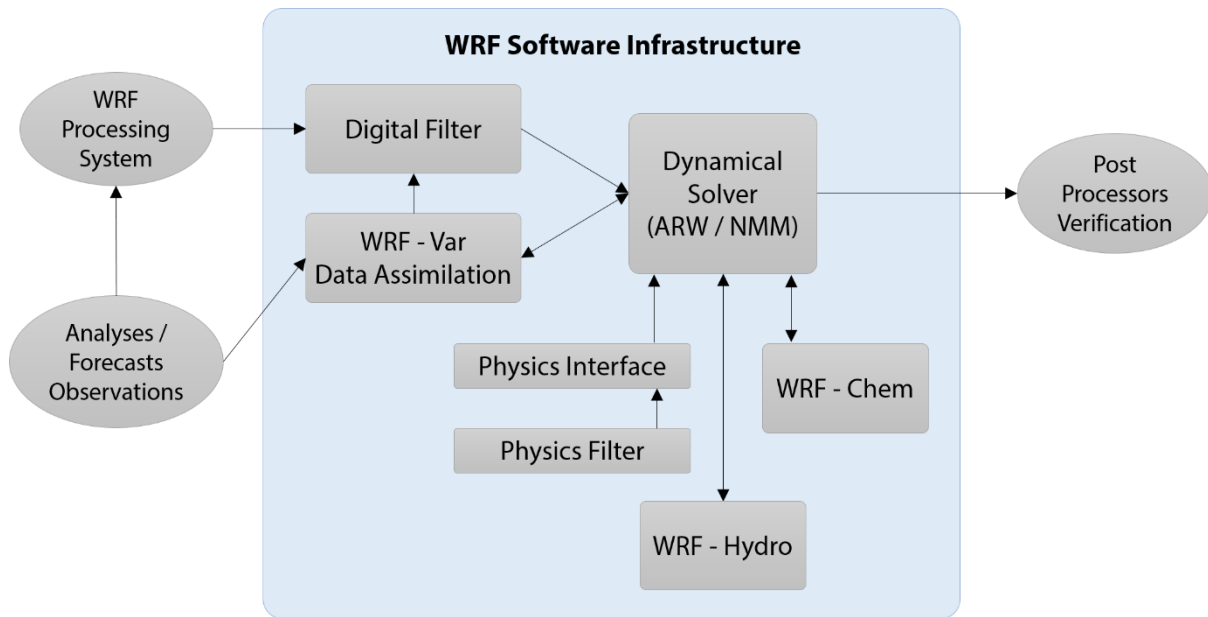 WRF Software Infrastructure
WRF
Processing
System
Digital Filter
Dynamical
Solver
(ARW / NMM)
Post
Processors
Verification
WRF - Var
Data Assimilation
Analyses /
Forecasts
Observations
Physics Interface
WRF - Chem
Physics Filter
WRF - Hydro